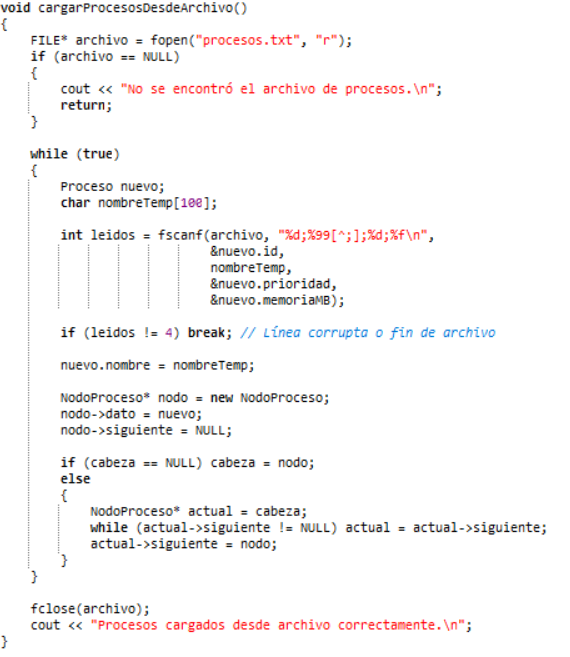 void cargarProcesosDesdeArchivo()
{
    FILE* archivo = fopen("procesos.txt", "r");
    if (archivo == NULL)
    {
        cout << "No se encontró el archivo de procesos.\n";
        return;
    }

    while (true)
    {
        Proceso nuevo;
        char nombreTemp[100];

        int leidos = fscanf(archivo, "%d;%99[^;];%d;%f\n",
                            &nuevo.id,
                            nombreTemp,
                            &nuevo.prioridad,
                            &nuevo.memoriaMB);

        if (leidos != 4) break; // Línea corrupta o fin de archivo

        nuevo.nombre = nombreTemp;

        NodoProceso* nodo = new NodoProceso;
        nodo->dato = nuevo;
        nodo->siguiente = NULL;

        if (cabeza == NULL) cabeza = nodo;
        else
        {
            NodoProceso* actual = cabeza;
            while (actual->siguiente != NULL) actual = actual->siguiente;
            actual->siguiente = nodo;
        }
    }

    fclose(archivo);
    cout << "Procesos cargados desde archivo correctamente.\n";
}